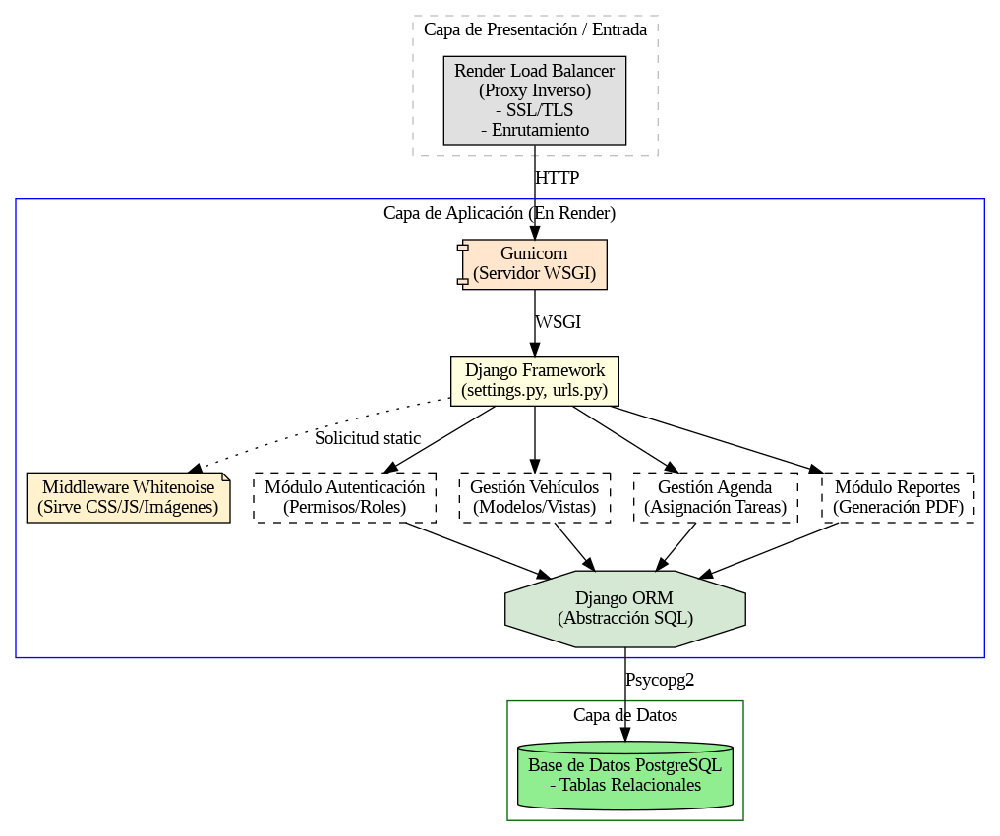 Capa de Presentación / Entrada
Render Load Balancer
(Proxy Inverso)
- SSL/TLS
- Enrutamiento
HTTP
Capa de Aplicación (En Render)
Gunicorn
(Servidor WSGI)
WSGI
Django Framework
(settings.py, urls.py)
Solicitud static
Middleware Whitenoise
(Sirve CSS/JS/Imágenes)
Módulo Autenticación
(Permisos/Roles)
Gestión Vehículos
(Modelos/Vistas)
Gestión Agenda
(Asignación Tareas)
Módulo Reportes
(Generación PDF)
Django ORM
(Abstracción SQL)
Psycopg2
Capa de Datos
Base de Datos PostgreSQL
- Tablas Relacionales